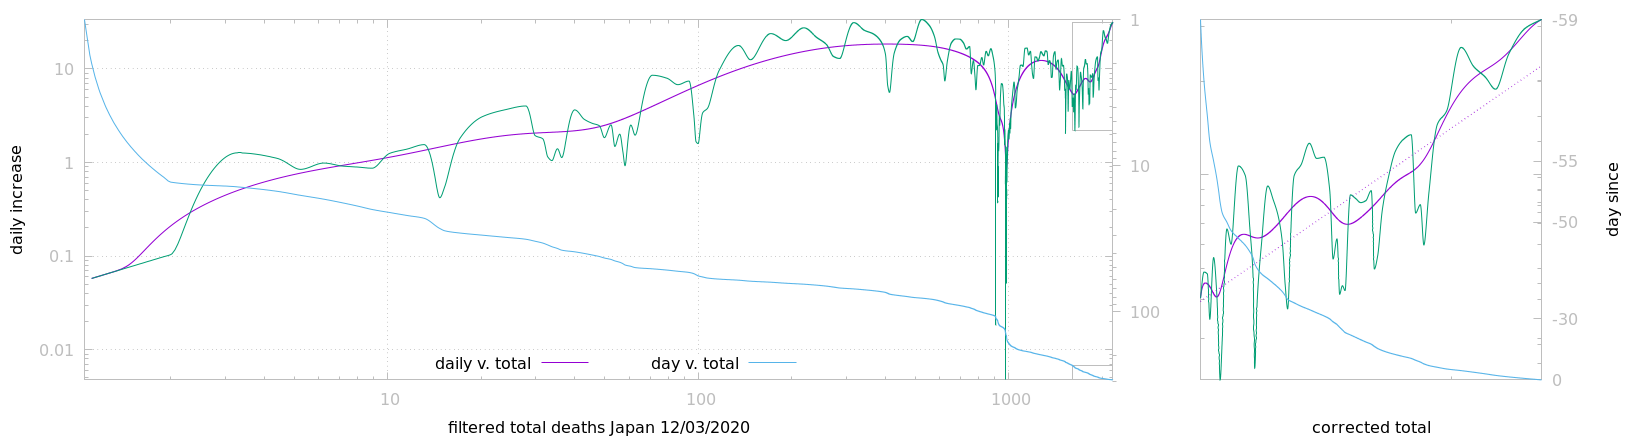 daily increase
10
1
0.1
0.01
10
100
1000
filtered total deaths Japan 12/03/2020
daily v. total
day v. total
1
10
100
-59
-55
-50
-30
0
day since
corrected total